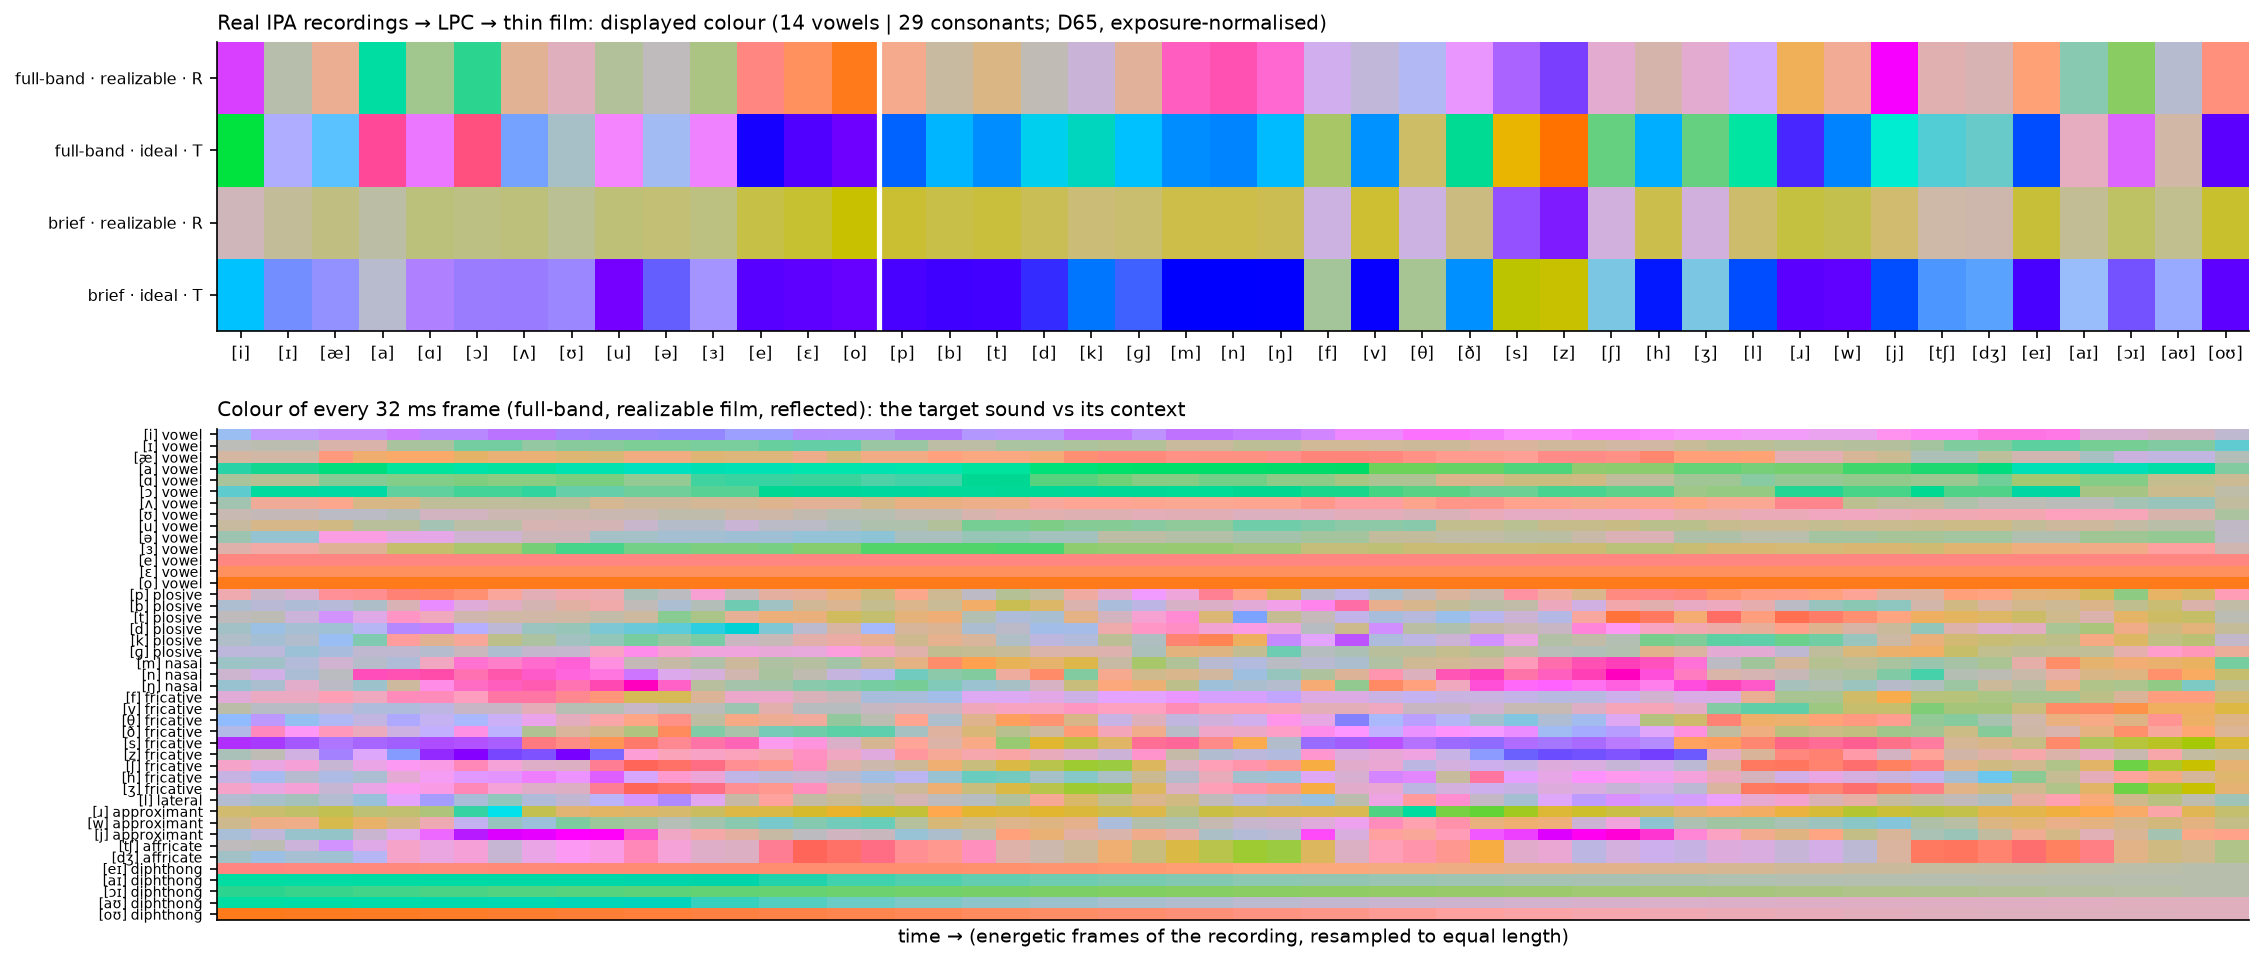 Real IPA recordings → LPC → thin film: displayed colour (14 vowels | 29 consonants; D65, exposure-normalised)
full-band · realizable · R
full-band · ideal · T
brief · realizable · R
brief · ideal · T
[i] [ɪ] [æ] [a] [ɑ] [ɔ] [ʌ] [ʊ] [u] [ə] [ɜ] [e] [ɛ] [o] [p] [b] [t] [d] [k] [ɡ] [m] [n] [ŋ] [f] [v] [θ] [ð] [s] [z] [ʃ] [h] [ʒ] [l] [ɹ] [w] [j] [tʃ] [dʒ] [eɪ] [aɪ] [ɔɪ] [aʊ] [oʊ]
Colour of every 32 ms frame (full-band, realizable film, reflected): the target sound vs its context
[i] vowel
[ɪ] vowel
[æ] vowel
[a] vowel
[ɑ] vowel
[ɔ] vowel
[ʌ] vowel
[ʊ] vowel
[u] vowel
[ə] vowel
[ɜ] vowel
[e] vowel
[ɛ] vowel
[o] vowel
[p] plosive
[b] plosive
[t] plosive
[d] plosive
[k] plosive
[ɡ] plosive
[m] nasal
[n] nasal
[ŋ] nasal
[f] fricative
[v] fricative
[θ] fricative
[ð] fricative
[s] fricative
[z] fricative
[ʃ] fricative
[h] fricative
[ʒ] fricative
[l] lateral
[ɹ] approximant
[w] approximant
[j] approximant
[tʃ] affricate
[dʒ] affricate
[eɪ] diphthong
[aɪ] diphthong
[ɔɪ] diphthong
[aʊ] diphthong
[oʊ] diphthong
time → (energetic frames of the recording, resampled to equal length)